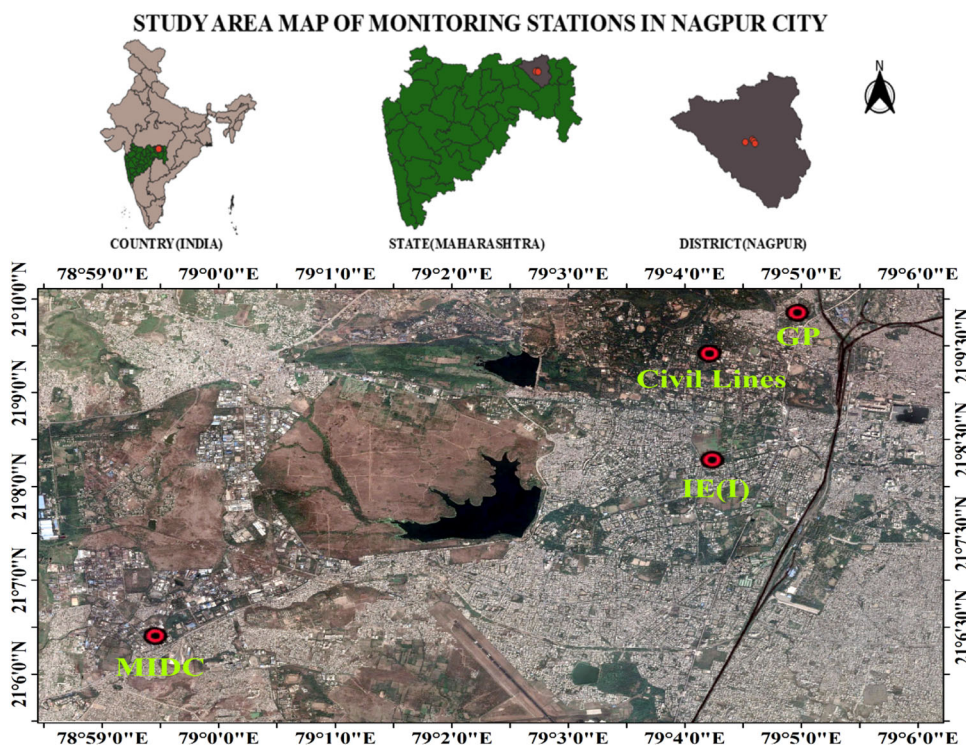 STUDY AREA MAP OF MONITORING STATIONS IN NAGPUR CITY
N
COUNTRY(INDIA)
STATE(MAHARASHTRA)
DISTRICT(NAGPUR)
78°59'0"E 79°0'0"E 79°1'0"E 79°2'0"E 79°3'0"E 79°4'0"E 79°5'0"E 79°6'0"E
21°10'0"N
21°9'0"N
21°8'0"N
21°7'0"N
21°6'0"N
GP
Civil Lines
IE(I)
MIDC
21°9'30"N
21°8'30"N
21°7'30"N
21°6'30"N
78°59'0"E 79°0'0"E 79°1'0"E 79°2'0"E 79°3'0"E 79°4'0"E 79°5'0"E 79°6'0"E